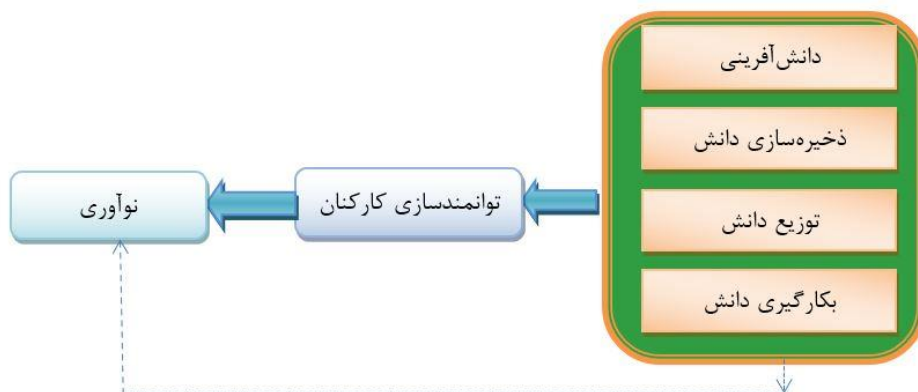 دانش‌آفرینی
ذخیره‌سازی دانش
توزیع دانش
بکارگیری دانش
توانمندسازی کارکنان
نوآوری